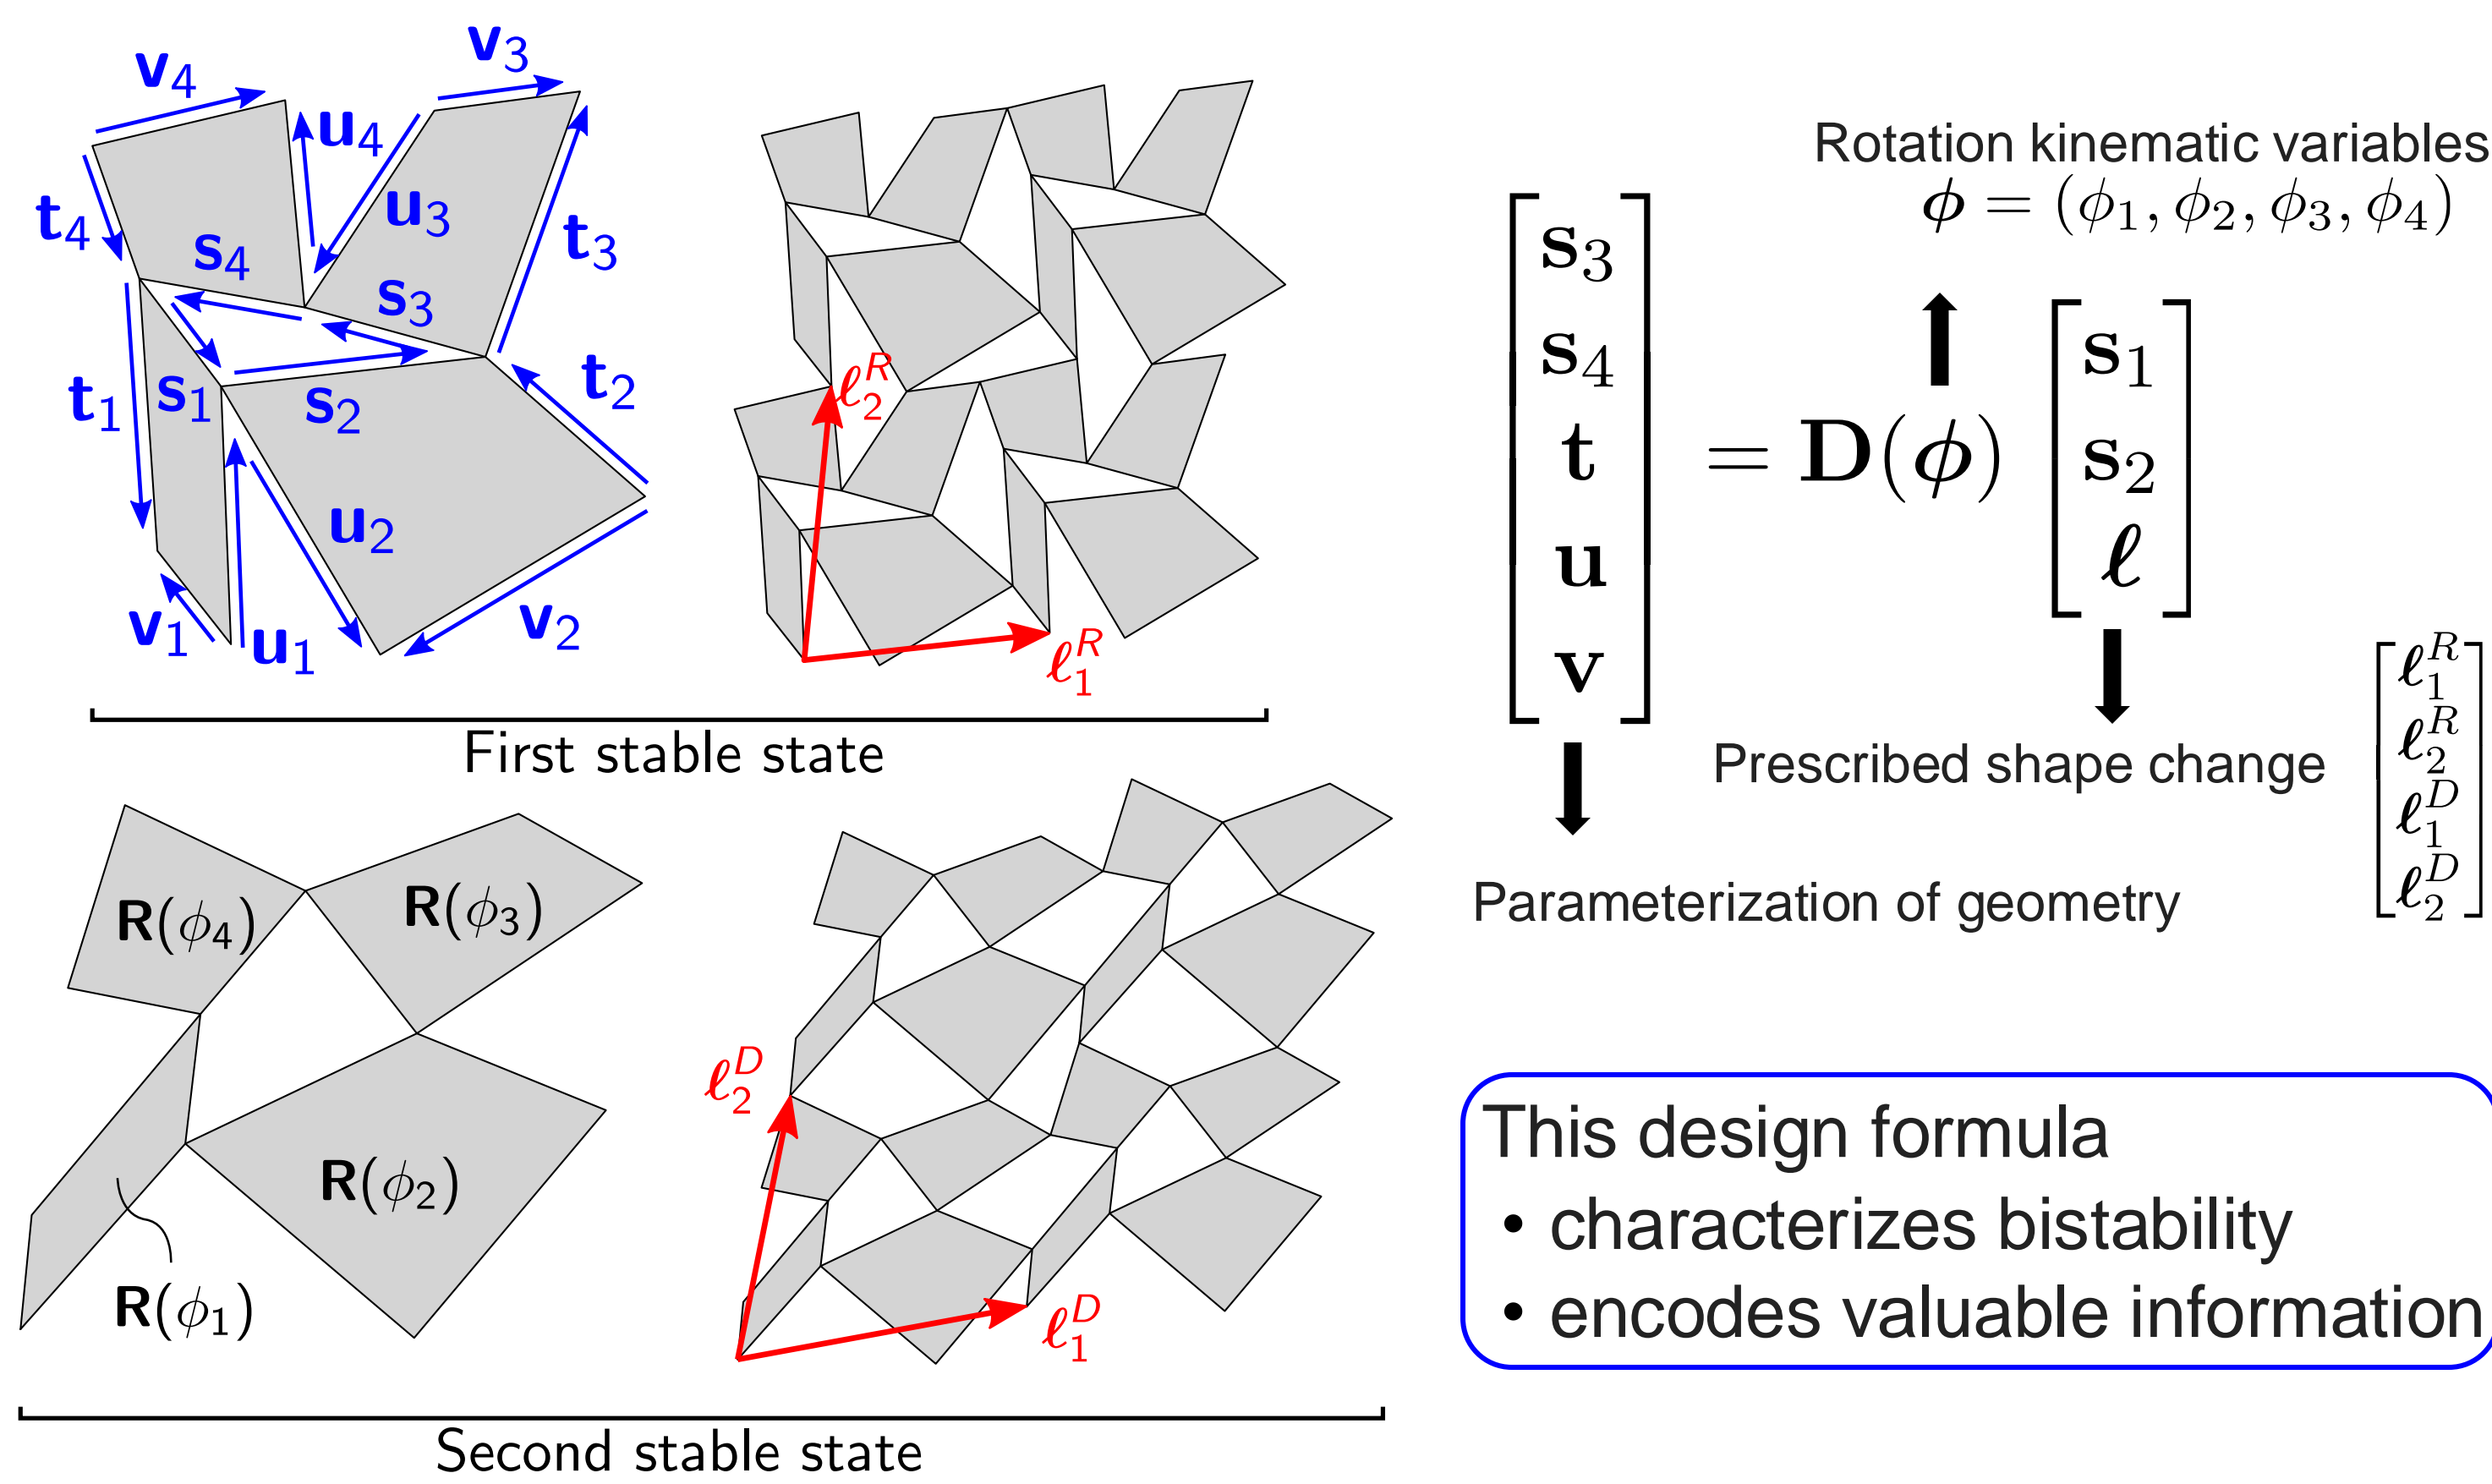 v₄
v₃
u₄
t₄
s₄
u₃
t₃
s₃
t₁
s₁
s₂
t₂
u₂
v₁
u₁
v₂
ℓ₂ᴿ
ℓ₁ᴿ
First stable state
R(ϕ₄)
R(ϕ₃)
R(ϕ₂)
R(ϕ₁)
ℓ₂ᴰ
ℓ₁ᴰ
Second stable state
Rotation kinematic variables
ϕ = (ϕ₁, ϕ₂, ϕ₃, ϕ₄)
[s₃ s₄ t u v] = D(ϕ) [s₁ s₂ ℓ]
Prescribed shape change
[ℓ₁ᴿ ℓ₂ᴿ ℓ₁ᴰ ℓ₂ᴰ]
Parameterization of geometry
This design formula
• characterizes bistability
• encodes valuable information